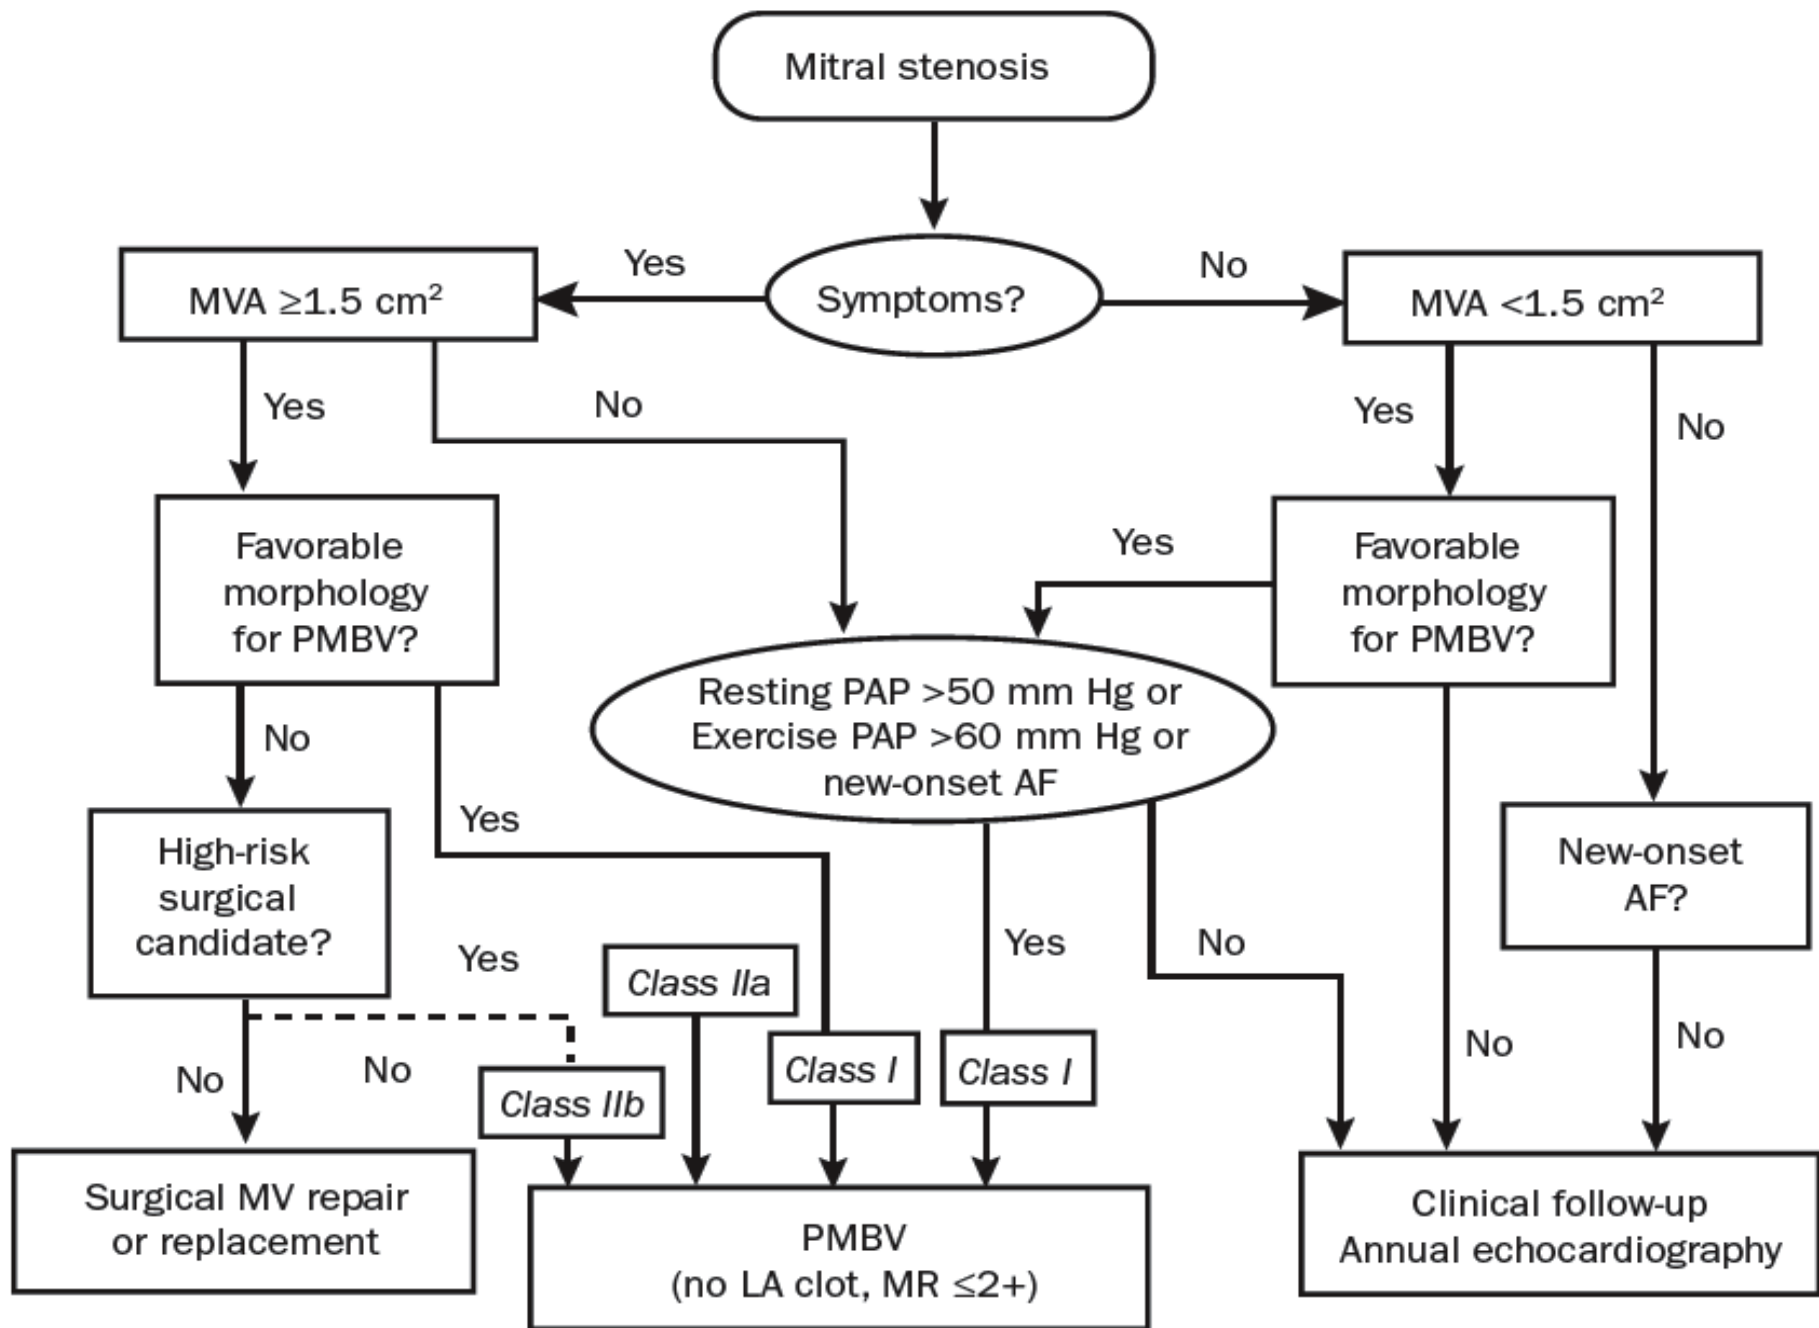 Mitral stenosis
Yes
No
MVA ≥1.5 cm²
Symptoms?
MVA <1.5 cm²
Yes
No
Yes
No
Favorable
morphology
for PMBV?
Yes
Favorable
morphology
for PMBV?
Resting PAP >50 mm Hg or
Exercise PAP >60 mm Hg or
new-onset AF
No
Yes
High-risk
surgical
candidate?
New-onset
AF?
Yes
Class IIa
Yes
No
No
No
No
No
Class IIb
Class I
Class I
Surgical MV repair
or replacement
PMBV
(no LA clot, MR ≤2+)
Clinical follow-up
Annual echocardiography